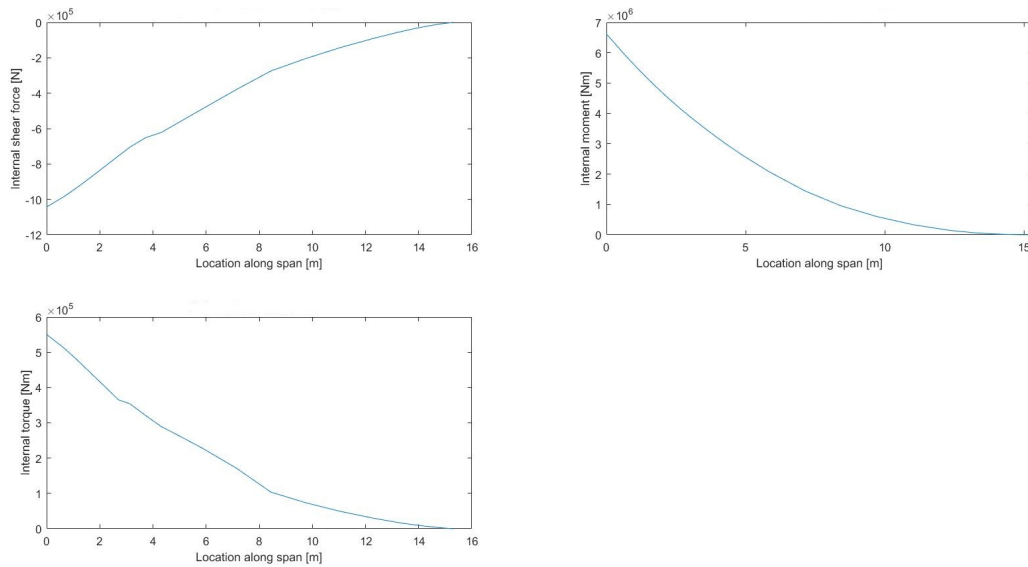 ×10⁵
0
-2
-4
-6
-8
-10
-12
Internal shear force [N]
0 2 4 6 8 10 12 14 16
Location along span [m]
×10⁶
7
6
5
4
3
2
1
0
Internal moment [Nm]
0 5 10 15
Location along span [m]
×10⁵
6
5
4
3
2
1
0
Internal torque [Nm]
0 2 4 6 8 10 12 14 16
Location along span [m]